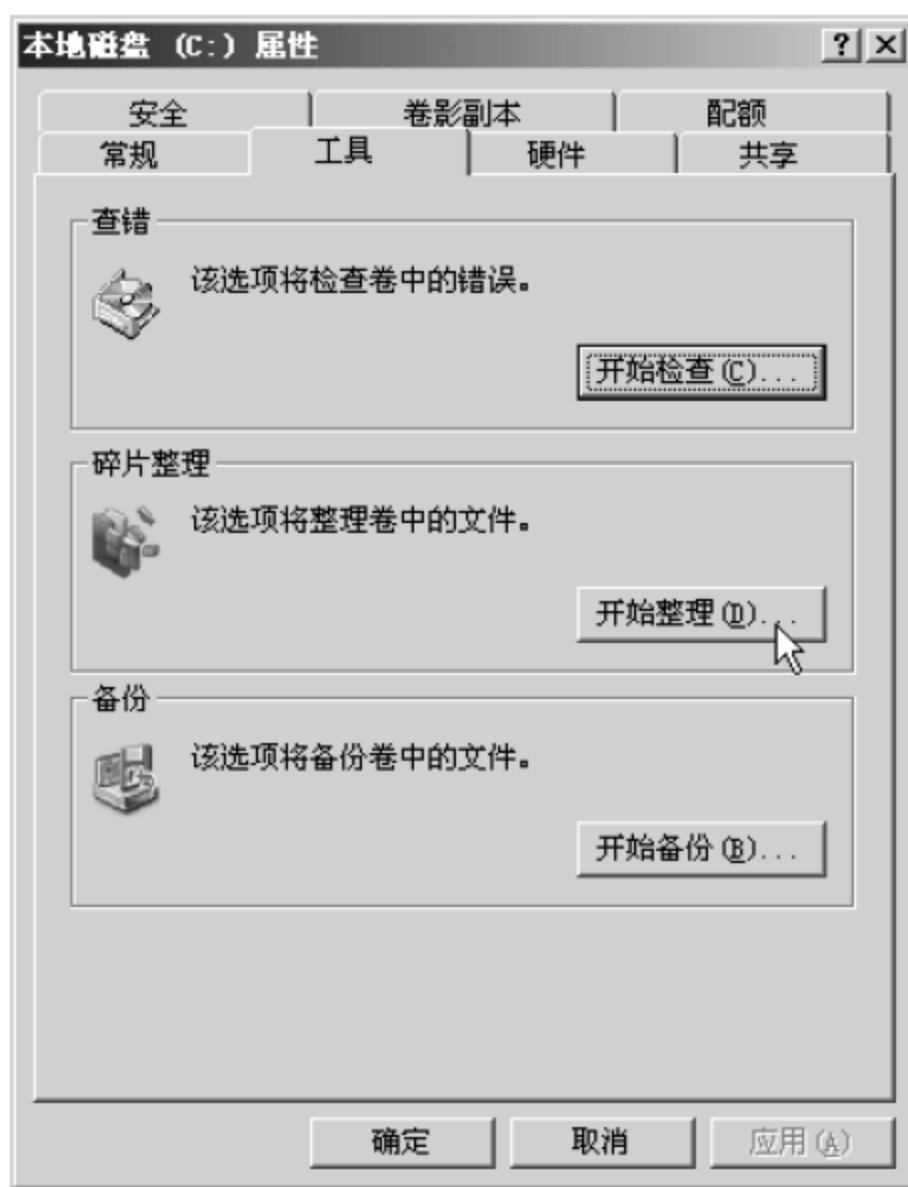 本地磁盘 (C:) 属性
安全 卷影副本 配额
常规 工具 硬件 共享
查错
该选项将检查卷中的错误。
开始检查(C)...
碎片整理
该选项将整理卷中的文件。
开始整理(D)...
备份
该选项将备份卷中的文件。
开始备份(B)...
确定 取消 应用(A)